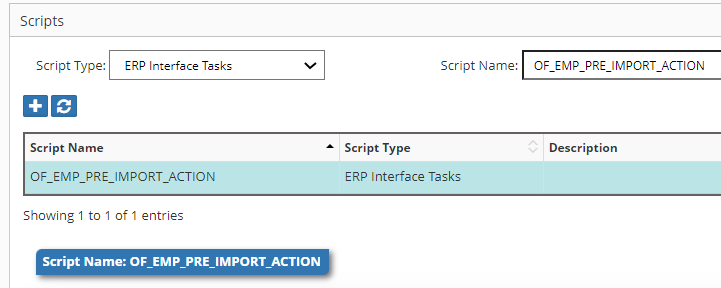 Scripts
Script Type: ERP Interface Tasks Script Name: OF_EMP_PRE_IMPORT_ACTION
Script Name Script Type Description
OF_EMP_PRE_IMPORT_ACTION ERP Interface Tasks
Showing 1 to 1 of 1 entries
Script Name: OF_EMP_PRE_IMPORT_ACTION